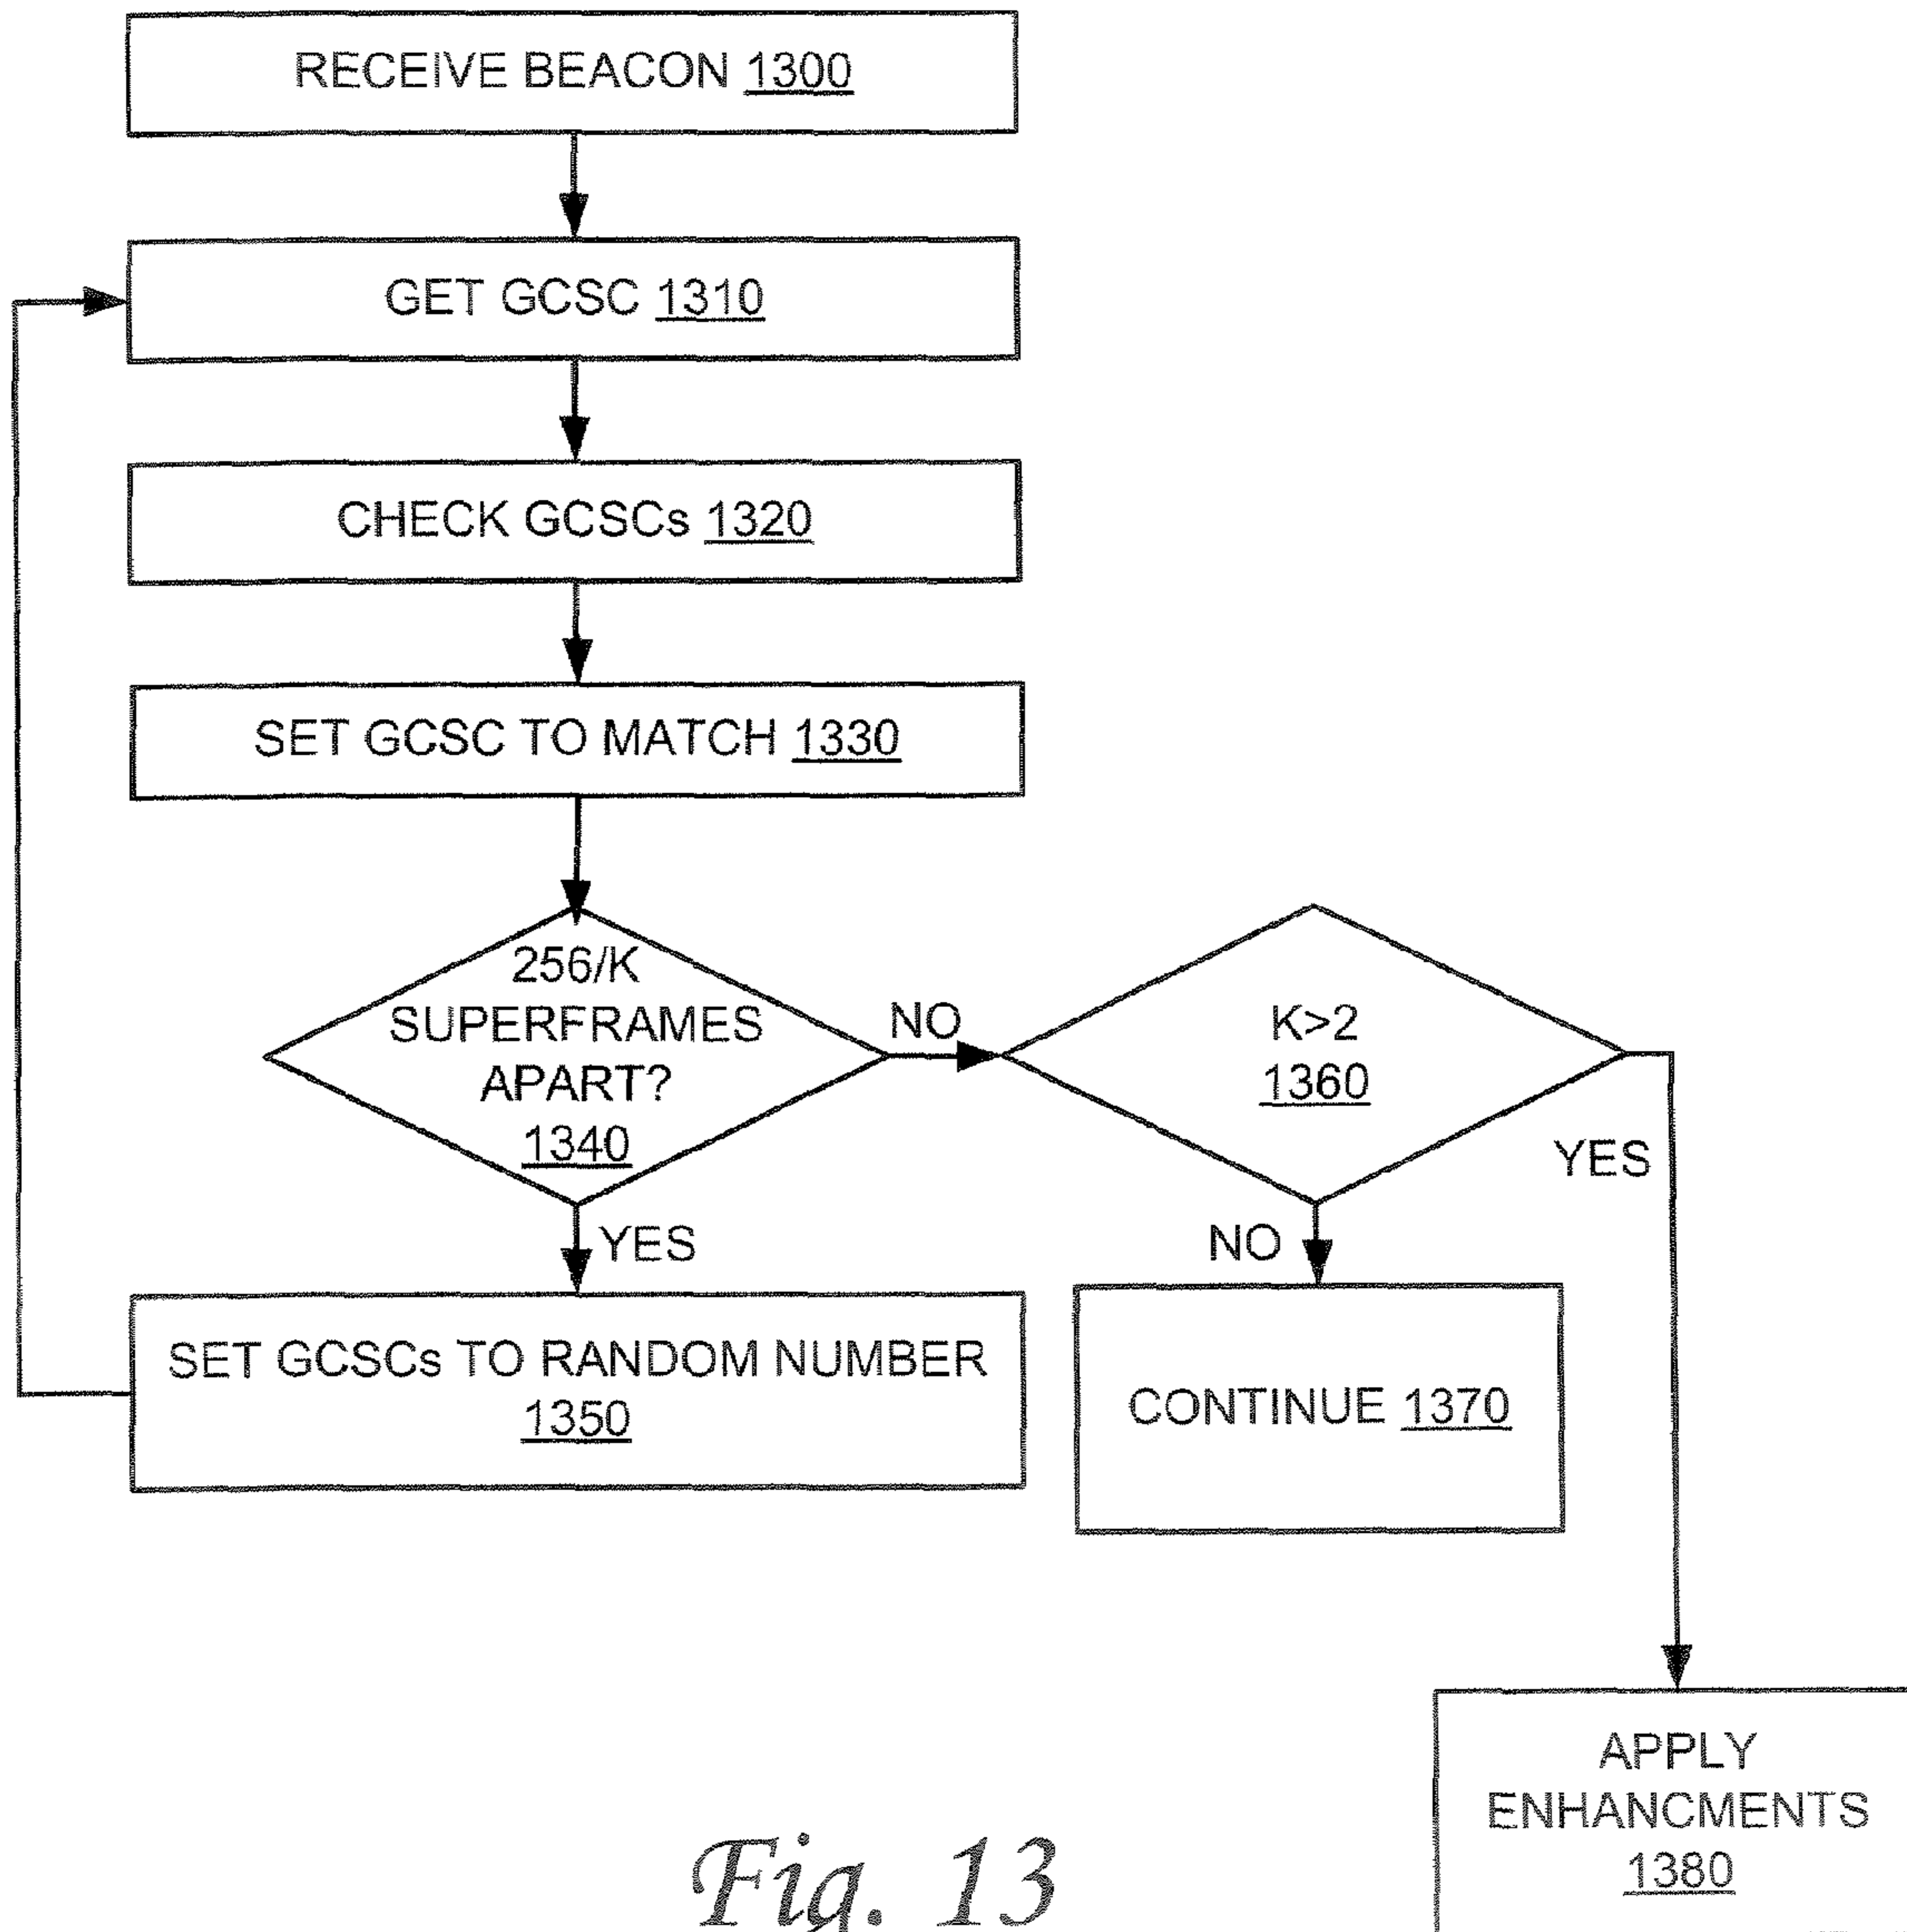 RECEIVE BEACON 1300
GET GCSC 1310
CHECK GCSCs 1320
SET GCSC TO MATCH 1330
256/K
SUPERFRAMES
APART?
1340
NO
K>2
1360
YES
YES
NO
SET GCSCs TO RANDOM NUMBER
1350
CONTINUE 1370
APPLY
ENHANCMENTS
1380
Fig. 13